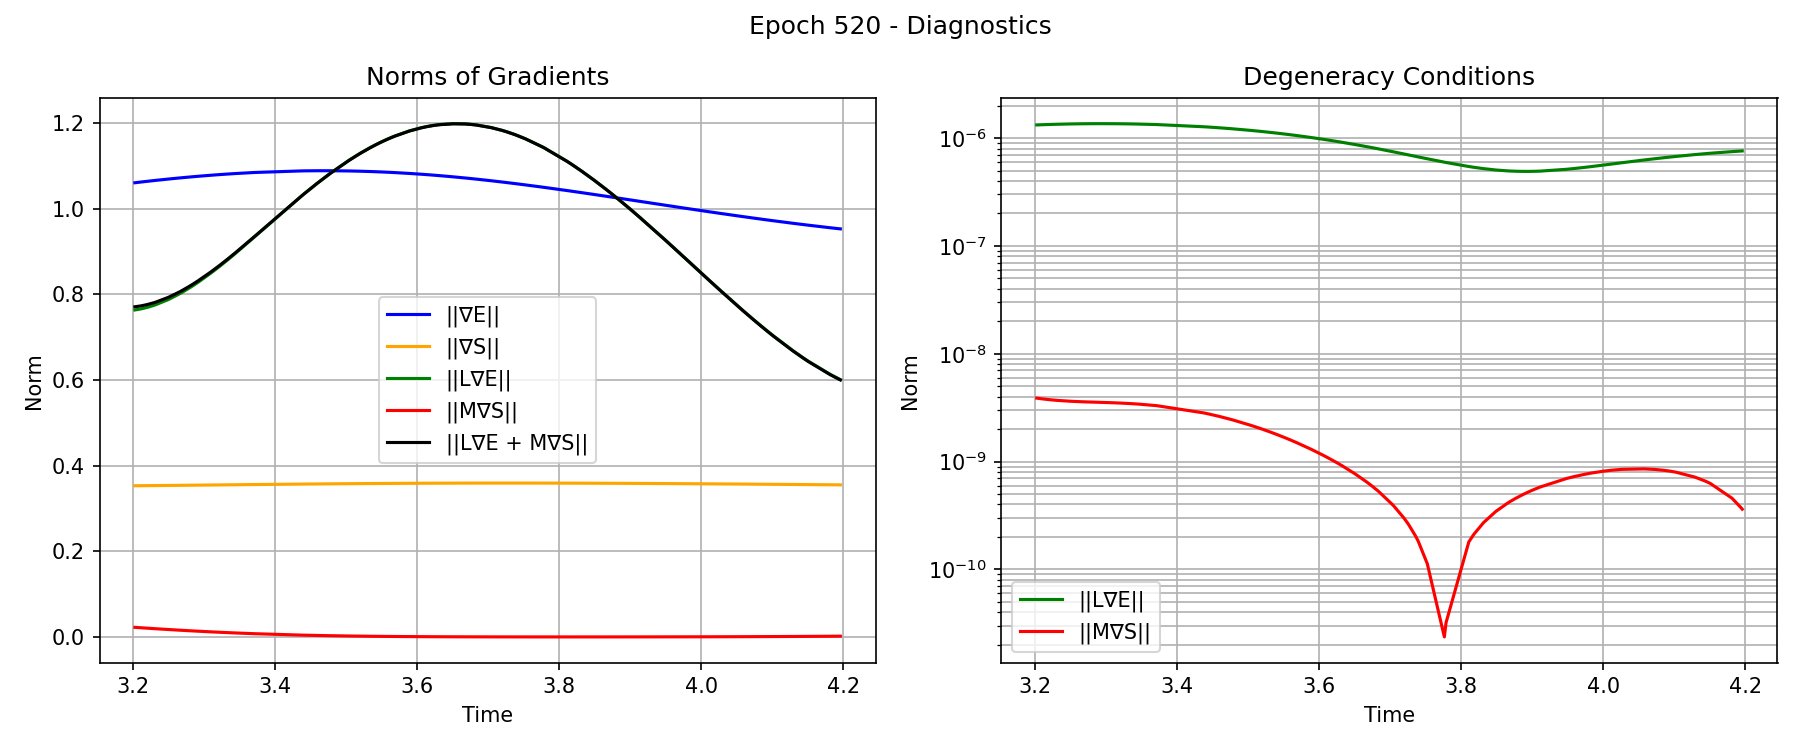 Epoch 520 - Diagnostics
Norms of Gradients
Norm
1.2
1.0
0.8
0.6
0.4
0.2
0.0
||∇E||
||∇S||
||L∇E||
||M∇S||
||L∇E + M∇S||
3.2
3.4
3.6
3.8
4.0
4.2
Time
Degeneracy Conditions
Norm
10⁻⁶
10⁻⁷
10⁻⁸
10⁻⁹
10⁻¹⁰
||L∇E||
||M∇S||
3.2
3.4
3.6
3.8
4.0
4.2
Time